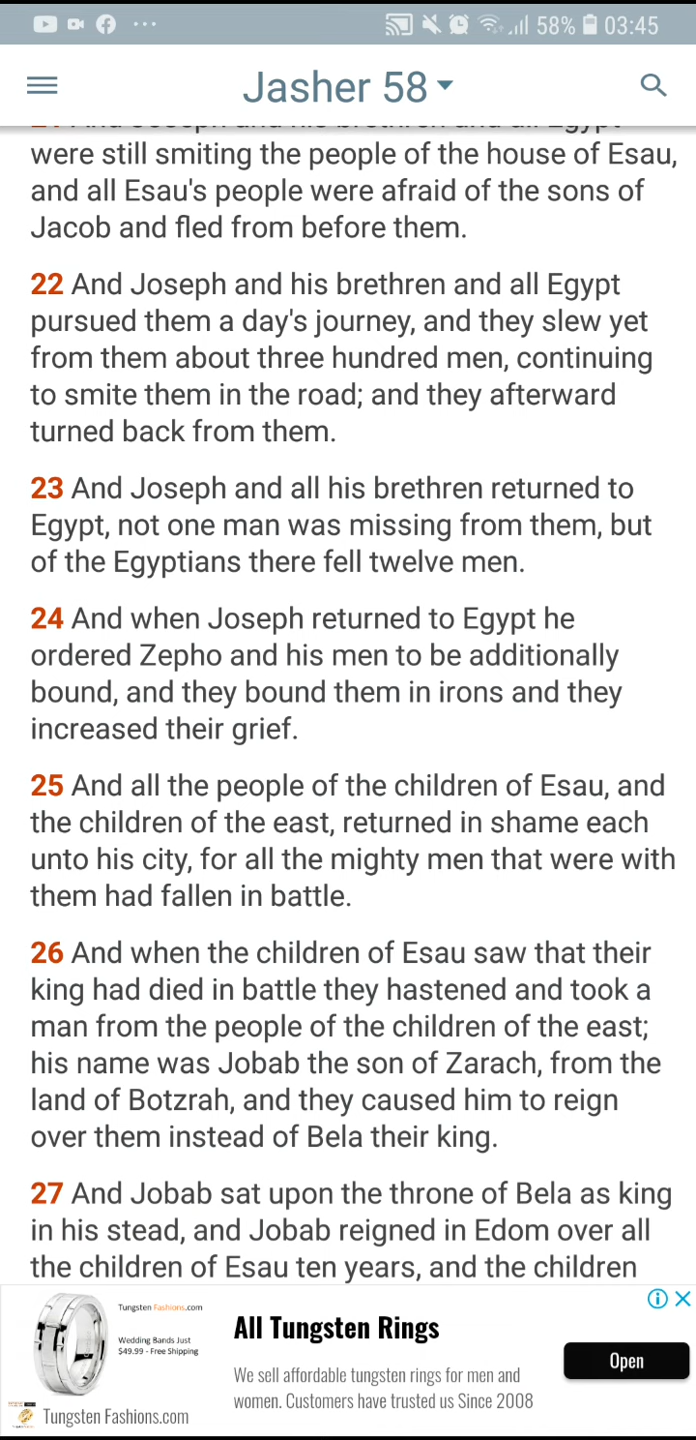 58% 03:45
Jasher 58
were still smiting the people of the house of Esau,
and all Esau's people were afraid of the sons of
Jacob and fled from before them.
22 And Joseph and his brethren and all Egypt
pursued them a day's journey, and they slew yet
from them about three hundred men, continuing
to smite them in the road; and they afterward
turned back from them.
23 And Joseph and all his brethren returned to
Egypt, not one man was missing from them, but
of the Egyptians there fell twelve men.
24 And when Joseph returned to Egypt he
ordered Zepho and his men to be additionally
bound, and they bound them in irons and they
increased their grief.
25 And all the people of the children of Esau, and
the children of the east, returned in shame each
unto his city, for all the mighty men that were with
them had fallen in battle.
26 And when the children of Esau saw that their
king had died in battle they hastened and took a
man from the people of the children of the east;
his name was Jobab the son of Zarach, from the
land of Botzrah, and they caused him to reign
over them instead of Bela their king.
27 And Jobab sat upon the throne of Bela as king
in his stead, and Jobab reigned in Edom over all
the children of Esau ten years, and the children
Tungsten Fashions.com
Wedding Bands Just
$49.99 - Free Shipping
Tungsten Fashions.com
All Tungsten Rings
We sell affordable tungsten rings for men and
women. Customers have trusted us Since 2008
Open